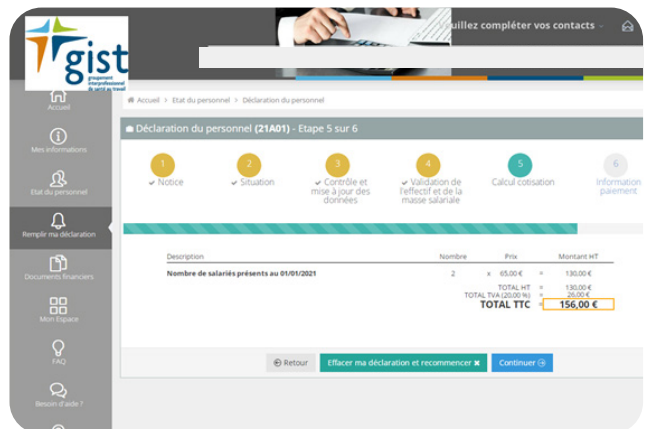 uillez compléter vos contacts
gist
groupement
interprofessionnel
de santé au travail
Accueil
Mes informations
Etat du personnel
Remplir ma déclaration
Documents financiers
Mon Espace
FAQ
Besoin d'aide ?
Accueil > Etat du personnel > Déclaration du personnel
Déclaration du personnel (21A01) - Etape 5 sur 6
1 2 3 4 5 6
✔ Notice
✔ Situation
✔ Contrôle et
mise à jour des
données
✔ Validation de
l'effectif et de la
masse salariale
Calcul cotisation
Information
paiement
Description Nombre Prix Montant HT
Nombre de salariés présents au 01/01/2021 2 x 65,00 € = 130,00 €
TOTAL HT = 130,00 €
TOTAL TVA (20,00 %) = 26,00 €
TOTAL TTC = 156,00 €
Retour
Effacer ma déclaration et recommencer ✖
Continuer